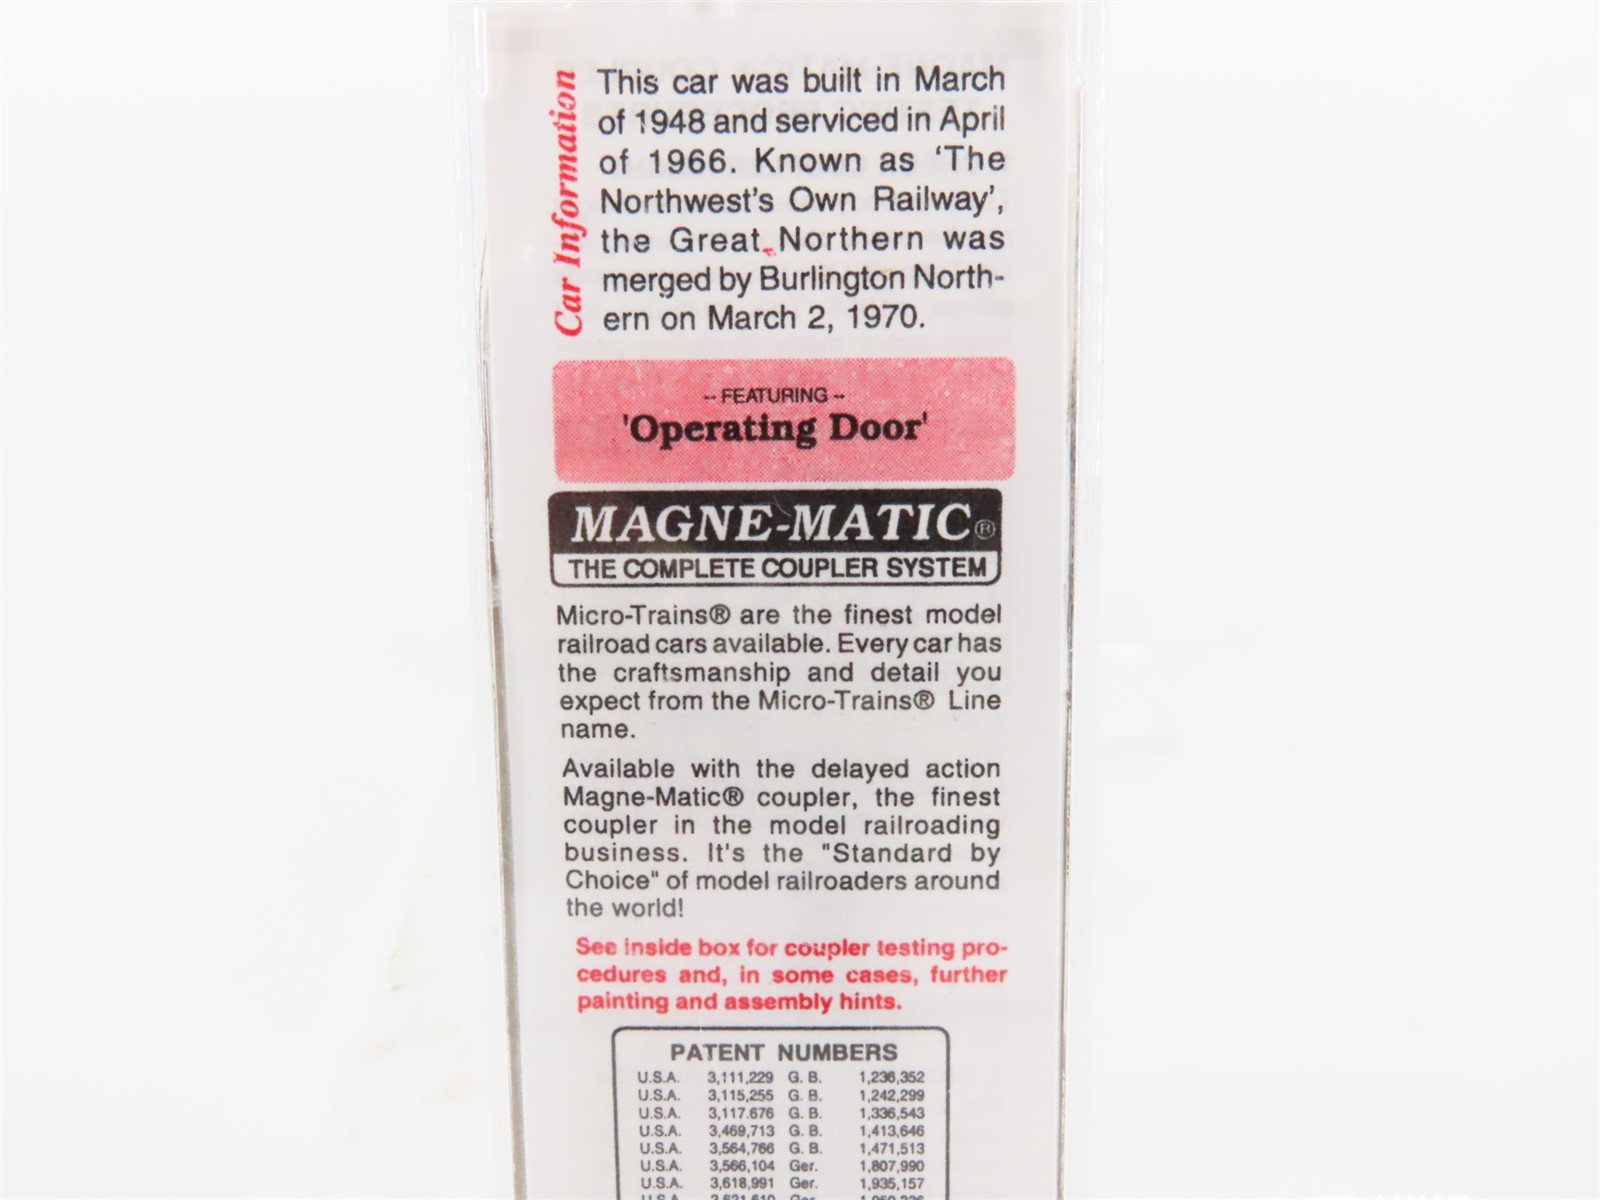 Car Information
This car was built in March
of 1948 and serviced in April
of 1966. Known as ‘The
Northwest’s Own Railway’,
the Great Northern was
merged by Burlington North-
ern on March 2, 1970.
-- FEATURING --
'Operating Door'
MAGNE-MATIC®
THE COMPLETE COUPLER SYSTEM
Micro-Trains® are the finest model
railroad cars available. Every car has
the craftsmanship and detail you
expect from the Micro-Trains® Line
name.
Available with the delayed action
Magne-Matic® coupler, the finest
coupler in the model railroading
business. It's the "Standard by
Choice" of model railroaders around
the world!
See inside box for coupler testing pro-
cedures and, in some cases, further
painting and assembly hints.
PATENT NUMBERS
U.S.A. 3,111,229 G. B. 1,236,352
U.S.A. 3,115,255 G. B. 1,242,299
U.S.A. 3,117.676 G. B. 1,336,543
U.S.A. 3,469,713 G. B. 1,413,646
U.S.A. 3,564,766 G. B. 1,471,513
U.S.A. 3,566,104 Ger. 1,807,990
U.S.A. 3,618,991 Ger. 1,935,157
U.S.A.